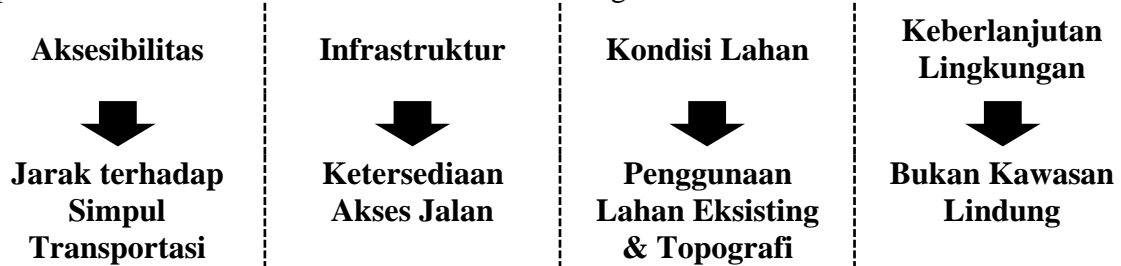 Aksesibilitas
Jarak terhadap
Simpul
Transportasi
Infrastruktur
Ketersediaan
Akses Jalan
Kondisi Lahan
Penggunaan
Lahan Eksisting
& Topografi
Keberlanjutan
Lingkungan
Bukan Kawasan
Lindung